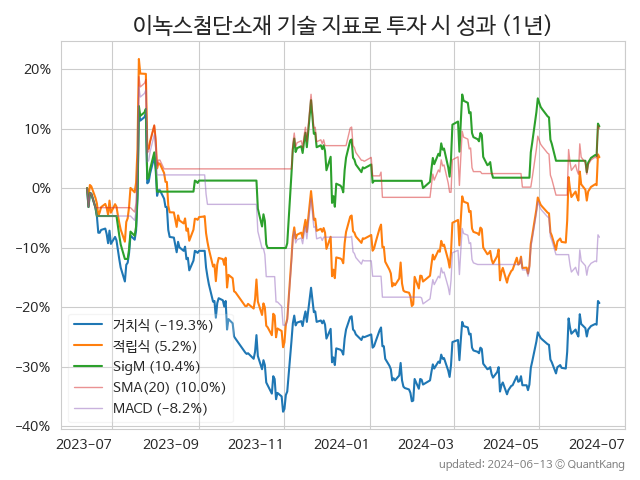 이녹스첨단소재 기술 지표로 투자 시 성과 (1년)
20%
10%
0%
−10%
−20%
−30%
−40%
거치식 (−19.3%)
적립식 (5.2%)
SigM (10.4%)
SMA(20) (10.0%)
MACD (−8.2%)
2023−07 2023−09 2023−11 2024−01 2024−03 2024−05 2024−07
updated: 2024−06−13 ⓒ QuantKang